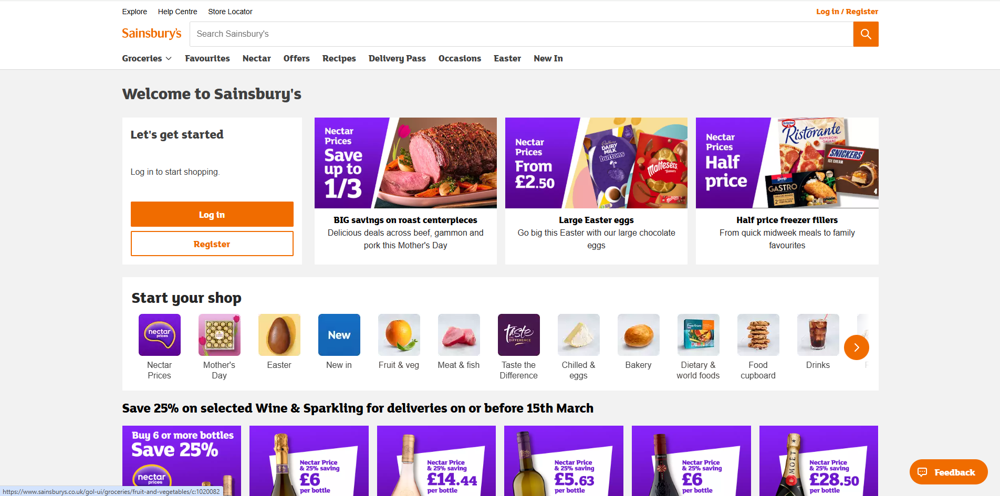 Explore Help Centre Store Locator
Log in / Register
Sainsbury's
Search Sainsbury's
Groceries Favourites Nectar Offers Recipes Delivery Pass Occasions Easter New In
Welcome to Sainsbury's
Let's get started
Log in to start shopping.
Log in
Register
Nectar
Prices
Save
up to
1/3
BIG savings on roast centerpieces
Delicious deals across beef, gammon and
pork this Mother's Day
Nectar
Prices
From
£2.50
Cadbury
DAIRY
MILK
buttons
Maltesers
Teasers
Large Easter eggs
Go big this Easter with our large chocolate
eggs
Nectar
Prices
Half
price
Dr. Oetker
Ristorante
PEPPERONI
-SALAME
SNICKERS
ICE CREAM
4
Young's
GASTRO
Half price freezer fillers
From quick midweek meals to family
favourites
Start your shop
nectar
prices
Nectar
Prices
Mother's
Day
Easter
New
New in
Fruit & veg
Meat & fish
Taste
THE
DIFFERENCE
Taste the
Difference
Chilled &
eggs
Bakery
Free from
Dietary &
world foods
Food
cupboard
Drinks
Save 25% on selected Wine & Sparkling for deliveries on or before 15th March
Buy 6 or more bottles
Save 25%
nectar
prices
Nectar Price
& 25% saving
£6
per bottle
Nectar Price
& 25% saving
£14.44
per bottle
Nectar Price
& 25% saving
£5.63
per bottle
Nectar Price
& 25% saving
£6
per bottle
MOËT
Nectar Price
& 25% saving
£28.50
per bottle
Feedback
https://www.sainsburys.co.uk/gol-ui/groceries/fruit-and-vegetables/c:1020082